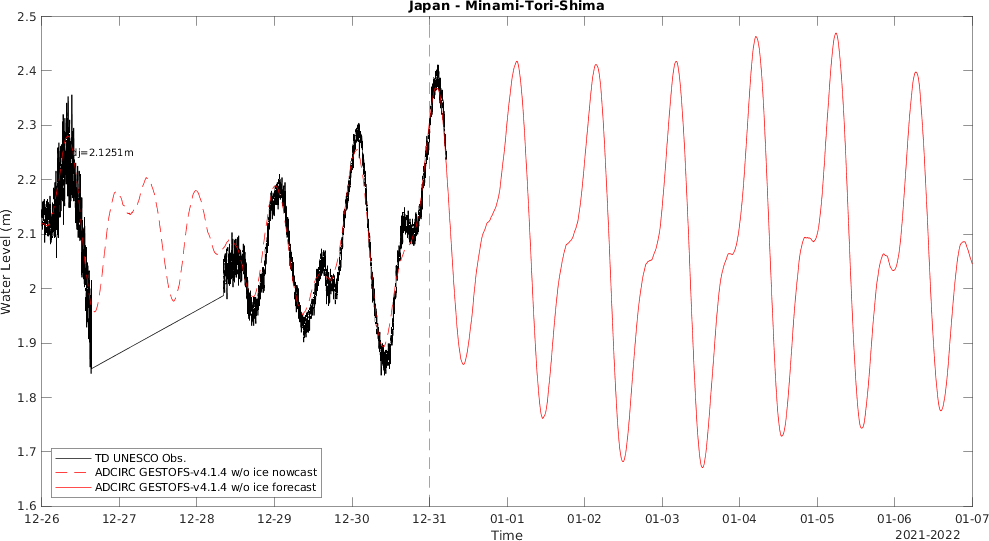 Japan - Minami-Tori-Shima
2.5
2.4
2.3
2.2
2.1
2
1.9
1.8
1.7
1.6
Water Level (m)
dj=2.1251m
TD UNESCO Obs.
ADCIRC GESTOFS-v4.1.4 w/o ice nowcast
ADCIRC GESTOFS-v4.1.4 w/o ice forecast
12-26 12-27 12-28 12-29 12-30 12-31 01-01 01-02 01-03 01-04 01-05 01-06 01-07
Time
2021-2022